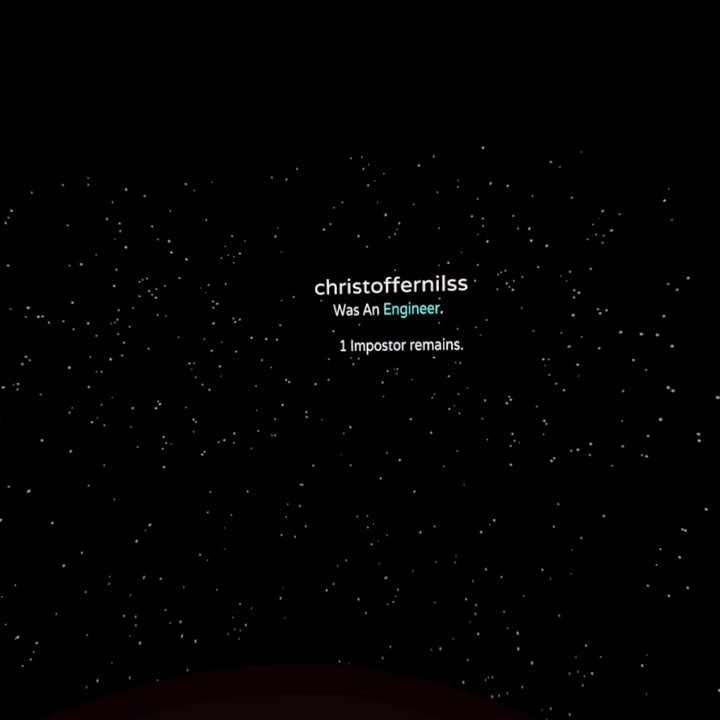 christoffernilss
Was An Engineer.
1 Impostor remains.